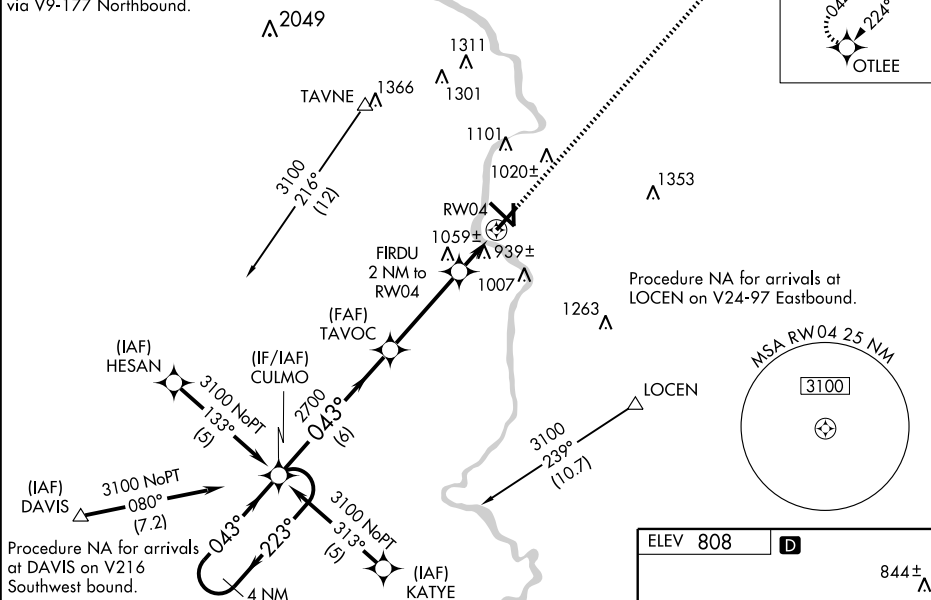 via V9-177 Northbound.
2049
044
224°
OTLEE
1311
1301
TAVNE
1366
3100
216°
(12)
1101
1020±
1353
RW04
1059±
939±
FIRDU
2 NM to
RW04
1007
Procedure NA for arrivals at
LOCEN on V24-97 Eastbound.
1263
(FAF)
TAVOC
(IF/IAF)
CULMO
(IAF)
HESAN
3100 NoPT
133°
(5)
2700
043°
(6)
MSA RW04 25 NM
3100
LOCEN
3100
239°
(10.7)
(IAF)
DAVIS
3100 NoPT
080°
(7.2)
043°
223°
3100 NoPT
313°
(5)
Procedure NA for arrivals
at DAVIS on V216
Southwest bound.
4 NM
(IAF)
KATYE
ELEV 808
D
844±